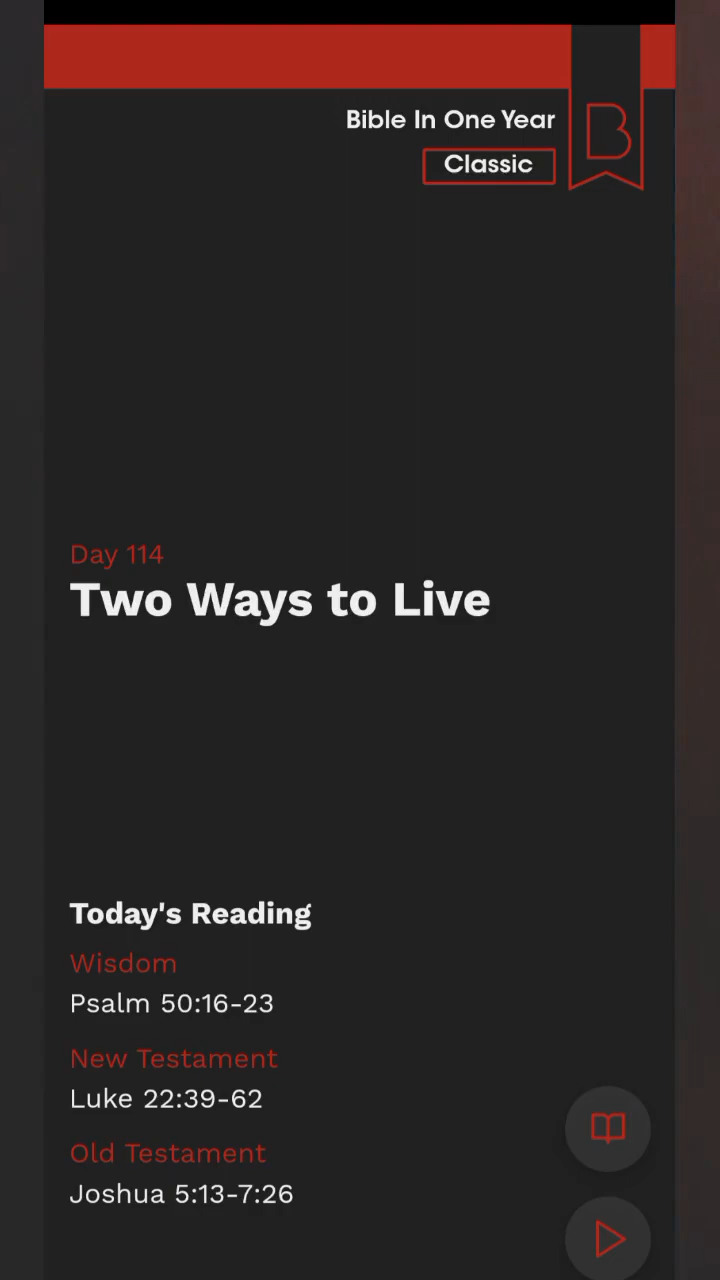 Bible In One Year
Classic
B
Day 114
Two Ways to Live
Today's Reading
Wisdom
Psalm 50:16-23
New Testament
Luke 22:39-62
Old Testament
Joshua 5:13-7:26